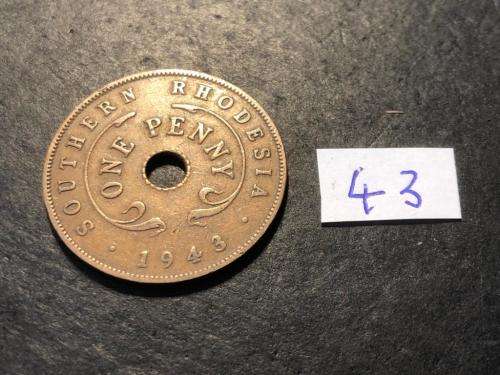 SOUTHERN RHODESIA
ONE PENNY
· 1943 ·
43